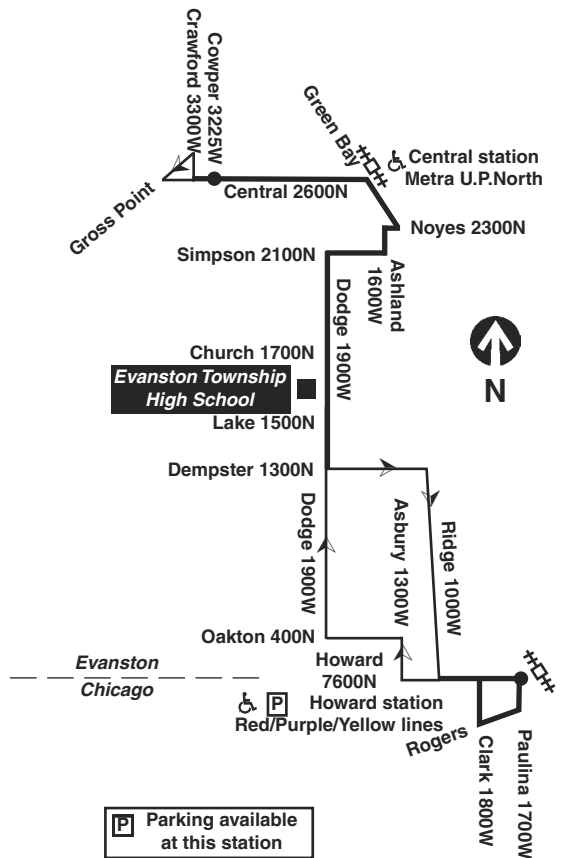 Cowper 3225W
Crawford 3300W
Gross Point
Green Bay
Central station
Metra U.P.North
Central 2600N
Noyes 2300N
Simpson 2100N
Ashland
1600W
Dodge 1900W
Church 1700N
Evanston Township
High School
Lake 1500N
N
Dempster 1300N
Dodge 1900W
Asbury 1300W
Ridge 1000W
Oakton 400N
Evanston
Chicago
Howard
7600N
P Howard station
Red/Purple/Yellow lines
Rogers
Clark 1800W
Paulina 1700W
P Parking available
at this station